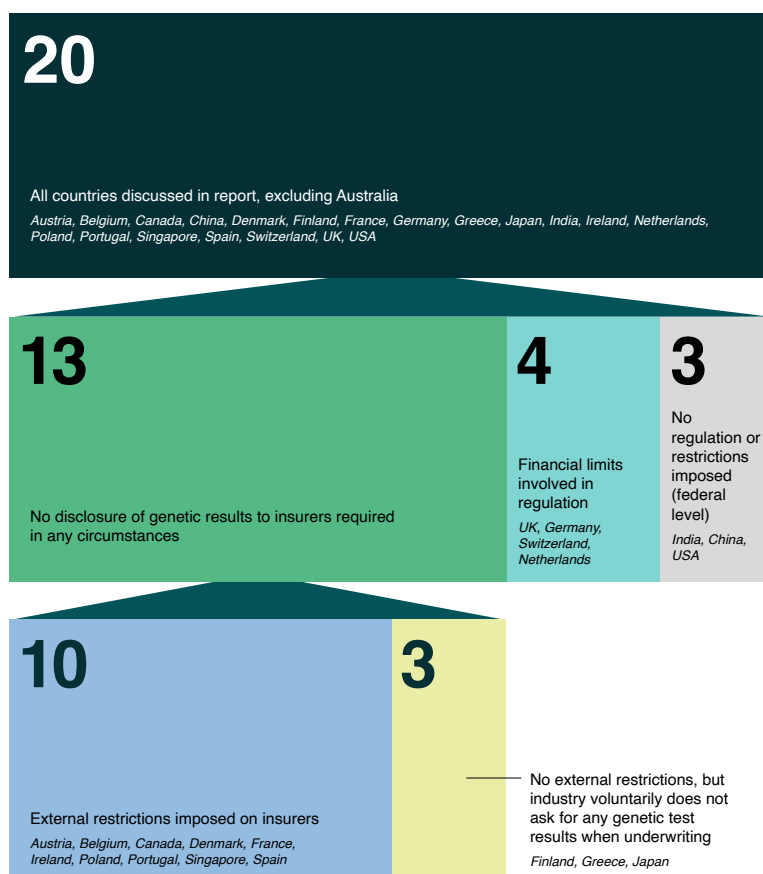 20
All countries discussed in report, excluding Australia
Austria, Belgium, Canada, China, Denmark, Finland, France, Germany, Greece, Japan, India, Ireland, Netherlands,
Poland, Portugal, Singapore, Spain, Switzerland, UK, USA
13
No disclosure of genetic results to insurers required
in any circumstances
4
Financial limits
involved in
regulation
UK, Germany,
Switzerland,
Netherlands
3
No
regulation or
restrictions
imposed
(federal
level)
India, China,
USA
10
External restrictions imposed on insurers
Austria, Belgium, Canada, Denmark, France,
Ireland, Poland, Portugal, Singapore, Spain
3
No external restrictions, but
industry voluntarily does not
ask for any genetic test
results when underwriting
Finland, Greece, Japan